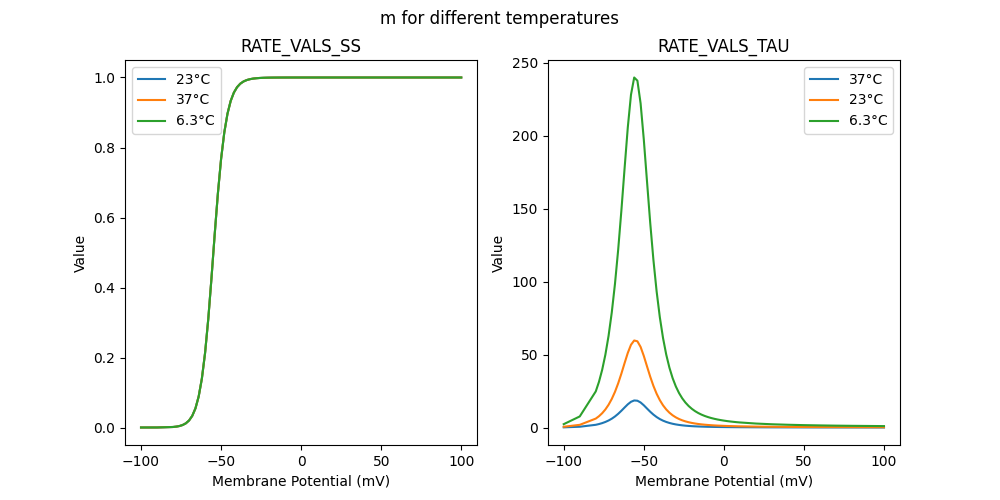 m for different temperatures
RATE_VALS_SS
RATE_VALS_TAU
23°C
37°C
6.3°C
37°C
23°C
6.3°C
Value
1.0
0.8
0.6
0.4
0.2
0.0
−100
−50
0
50
100
Membrane Potential (mV)
Value
250
200
150
100
50
0
−100
−50
0
50
100
Membrane Potential (mV)